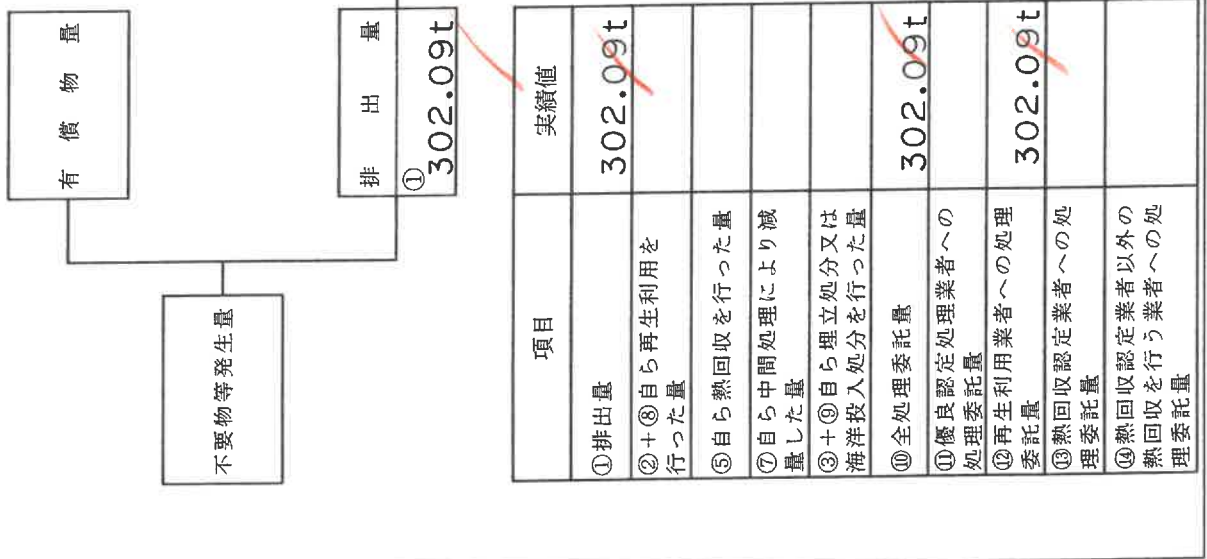 有償物量
不要物等発生量
排出量
①
302.09t
項目
実績値
①排出量
302.09t
②+⑧自ら再生利用を
行った量
⑤自ら熱回収を行った量
⑦自ら中間処理により減
量した量
③+⑨自ら埋立処分又は
海洋投入処分を行った量
⑩全処理委託量
302.09t
⑪優良認定処理業者への
処理委託量
⑫再生利用業者への処理
委託量
302.09t
⑬熱回収認定業者への処
理委託量
⑭熱回収認定業者以外の
熱回収を行う業者への処
理委託量